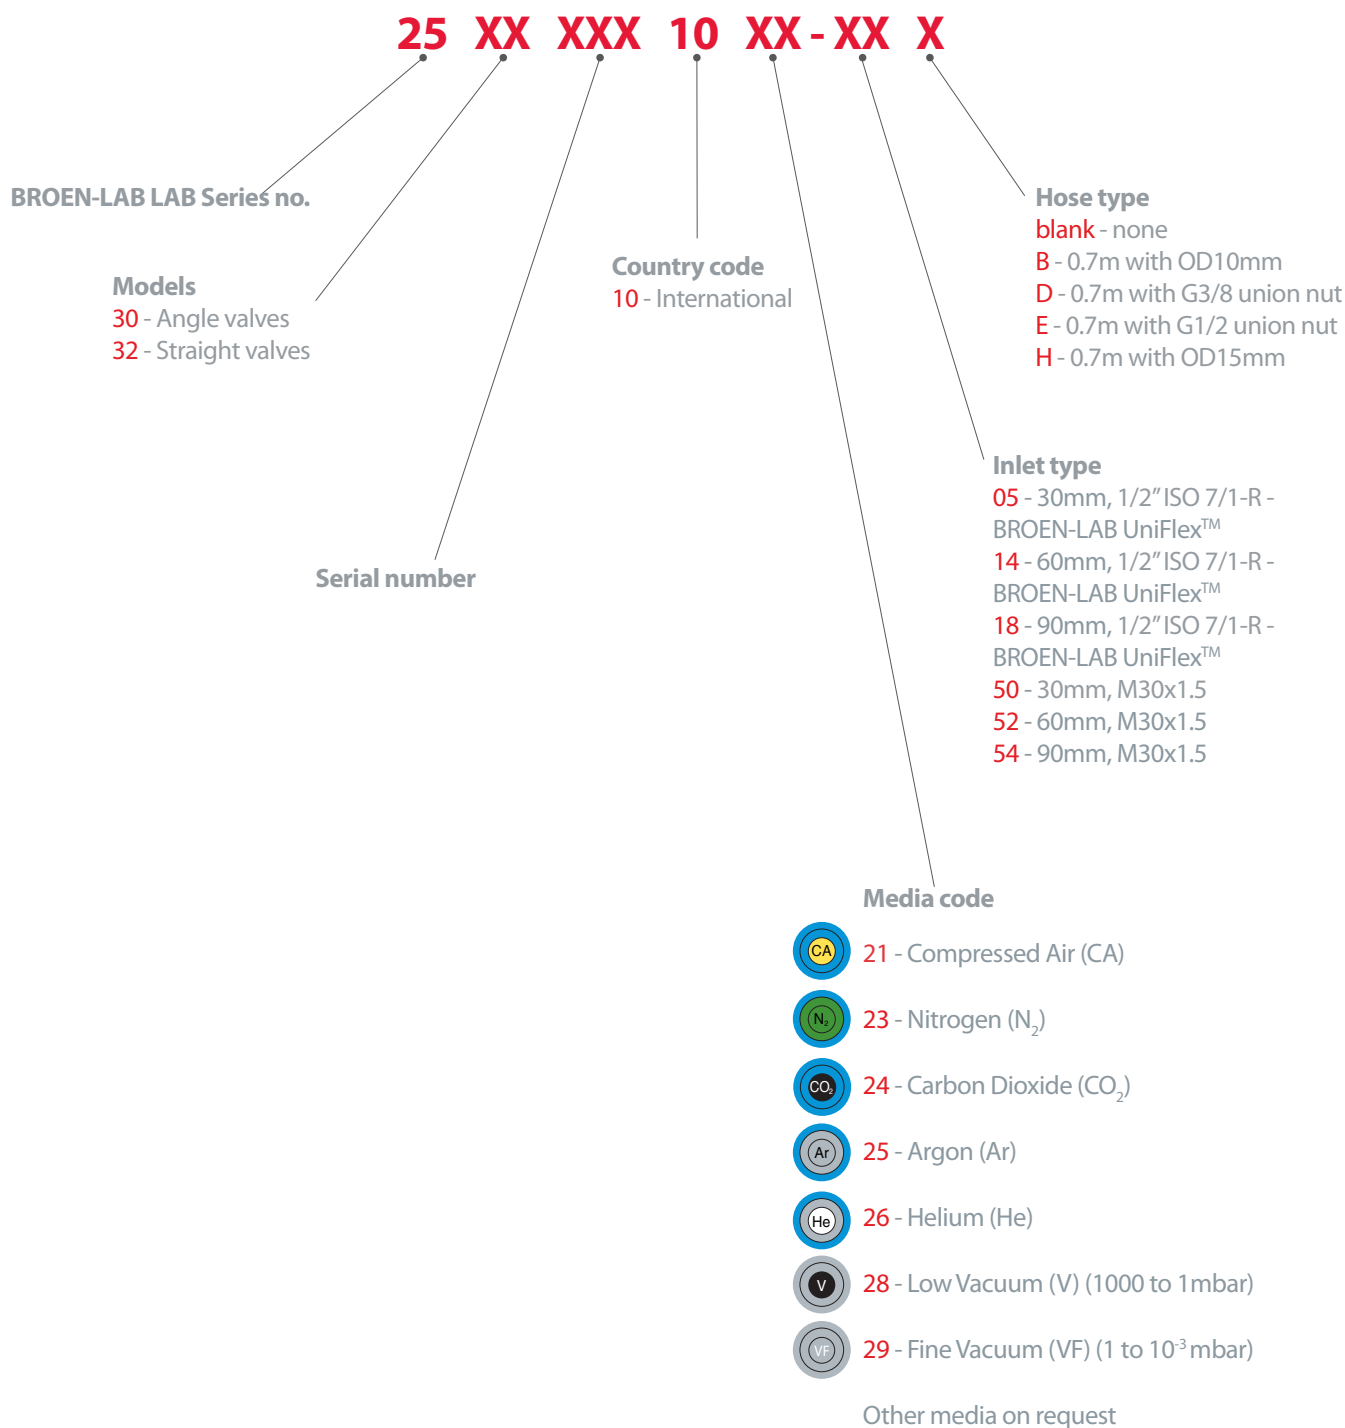 25 XX XXX 10 XX - XX X
BROEN-LAB LAB Series no.
Models
30 - Angle valves
32 - Straight valves
Serial number
Country code
10 - International
Hose type
blank - none
B - 0.7m with OD10mm
D - 0.7m with G3/8 union nut
E - 0.7m with G1/2 union nut
H - 0.7m with OD15mm
Inlet type
05 - 30mm, 1/2” ISO 7/1-R -
BROEN-LAB UniFlex™
14 - 60mm, 1/2” ISO 7/1-R -
BROEN-LAB UniFlex™
18 - 90mm, 1/2” ISO 7/1-R -
BROEN-LAB UniFlex™
50 - 30mm, M30x1.5
52 - 60mm, M30x1.5
54 - 90mm, M30x1.5
Media code
CA 21 - Compressed Air (CA)
N₂ 23 - Nitrogen (N₂)
CO₂ 24 - Carbon Dioxide (CO₂)
Ar 25 - Argon (Ar)
He 26 - Helium (He)
V 28 - Low Vacuum (V) (1000 to 1mbar)
VF 29 - Fine Vacuum (VF) (1 to 10⁻³ mbar)
Other media on request